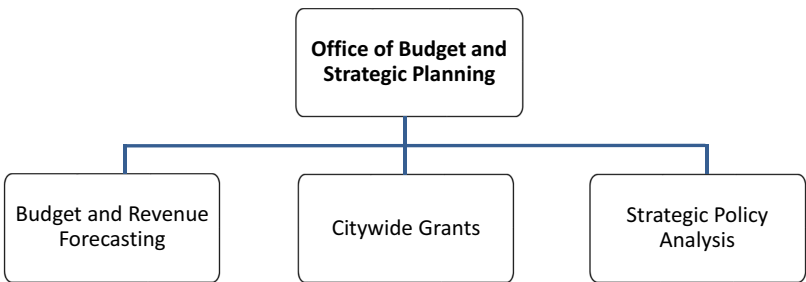 Office of Budget and
Strategic Planning
Budget and Revenue
Forecasting
Citywide Grants
Strategic Policy
Analysis